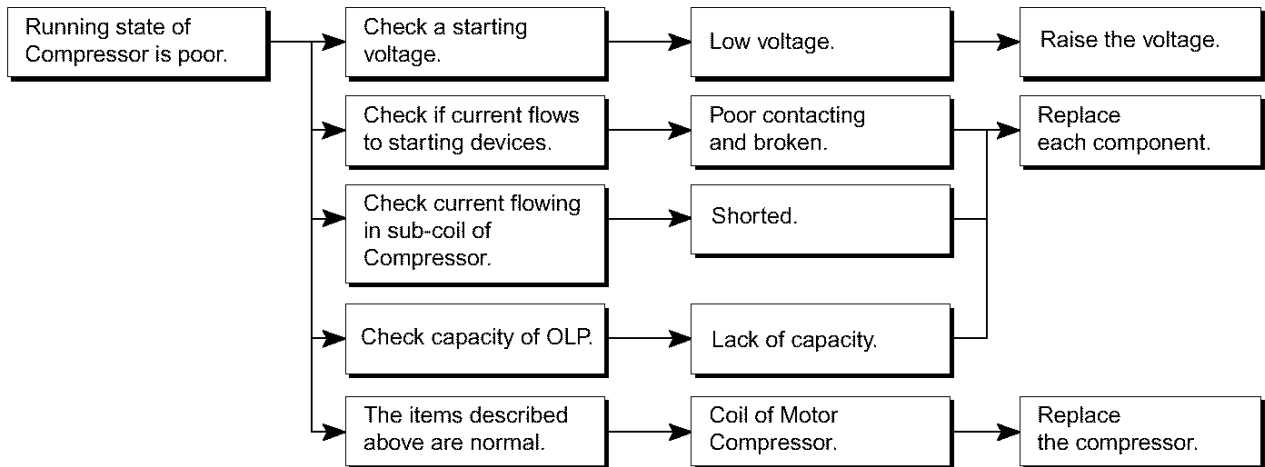 Running state of
Compressor is poor.
Check a starting
voltage.
Low voltage.
Raise the voltage.
Check if current flows
to starting devices.
Poor contacting
and broken.
Replace
each component.
Check current flowing
in sub-coil of
Compressor.
Shorted.
Check capacity of OLP.
Lack of capacity.
The items described
above are normal.
Coil of Motor
Compressor.
Replace
the compressor.